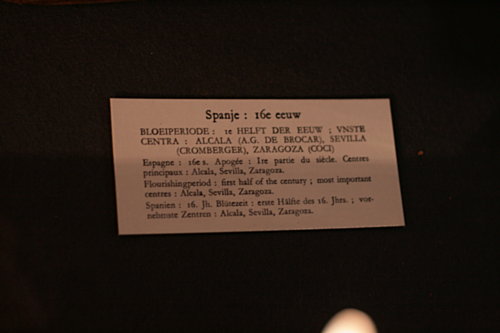 Spanje : 16e eeuw
BLOEIPERIODE : 1e HELFT DER EEUW ; VNSTE
CENTRA : ALCALA (A.G. DE BROCAR), SEVILLA
(CROMBERGER), ZARAGOZA (COCI)
Espagne : 16e s. Apogée : 1re partie du siècle. Centres
principaux : Alcala, Sevilla, Zaragoza.
Flourishingperiod : first half of the century ; most important
centres : Alcala, Sevilla, Zaragoza.
Spanien : 16. Jh. Blütezeit : erste Hälfte des 16. Jhrs. ; vor-
nehmste Zentren : Alcala, Sevilla, Zaragoza.